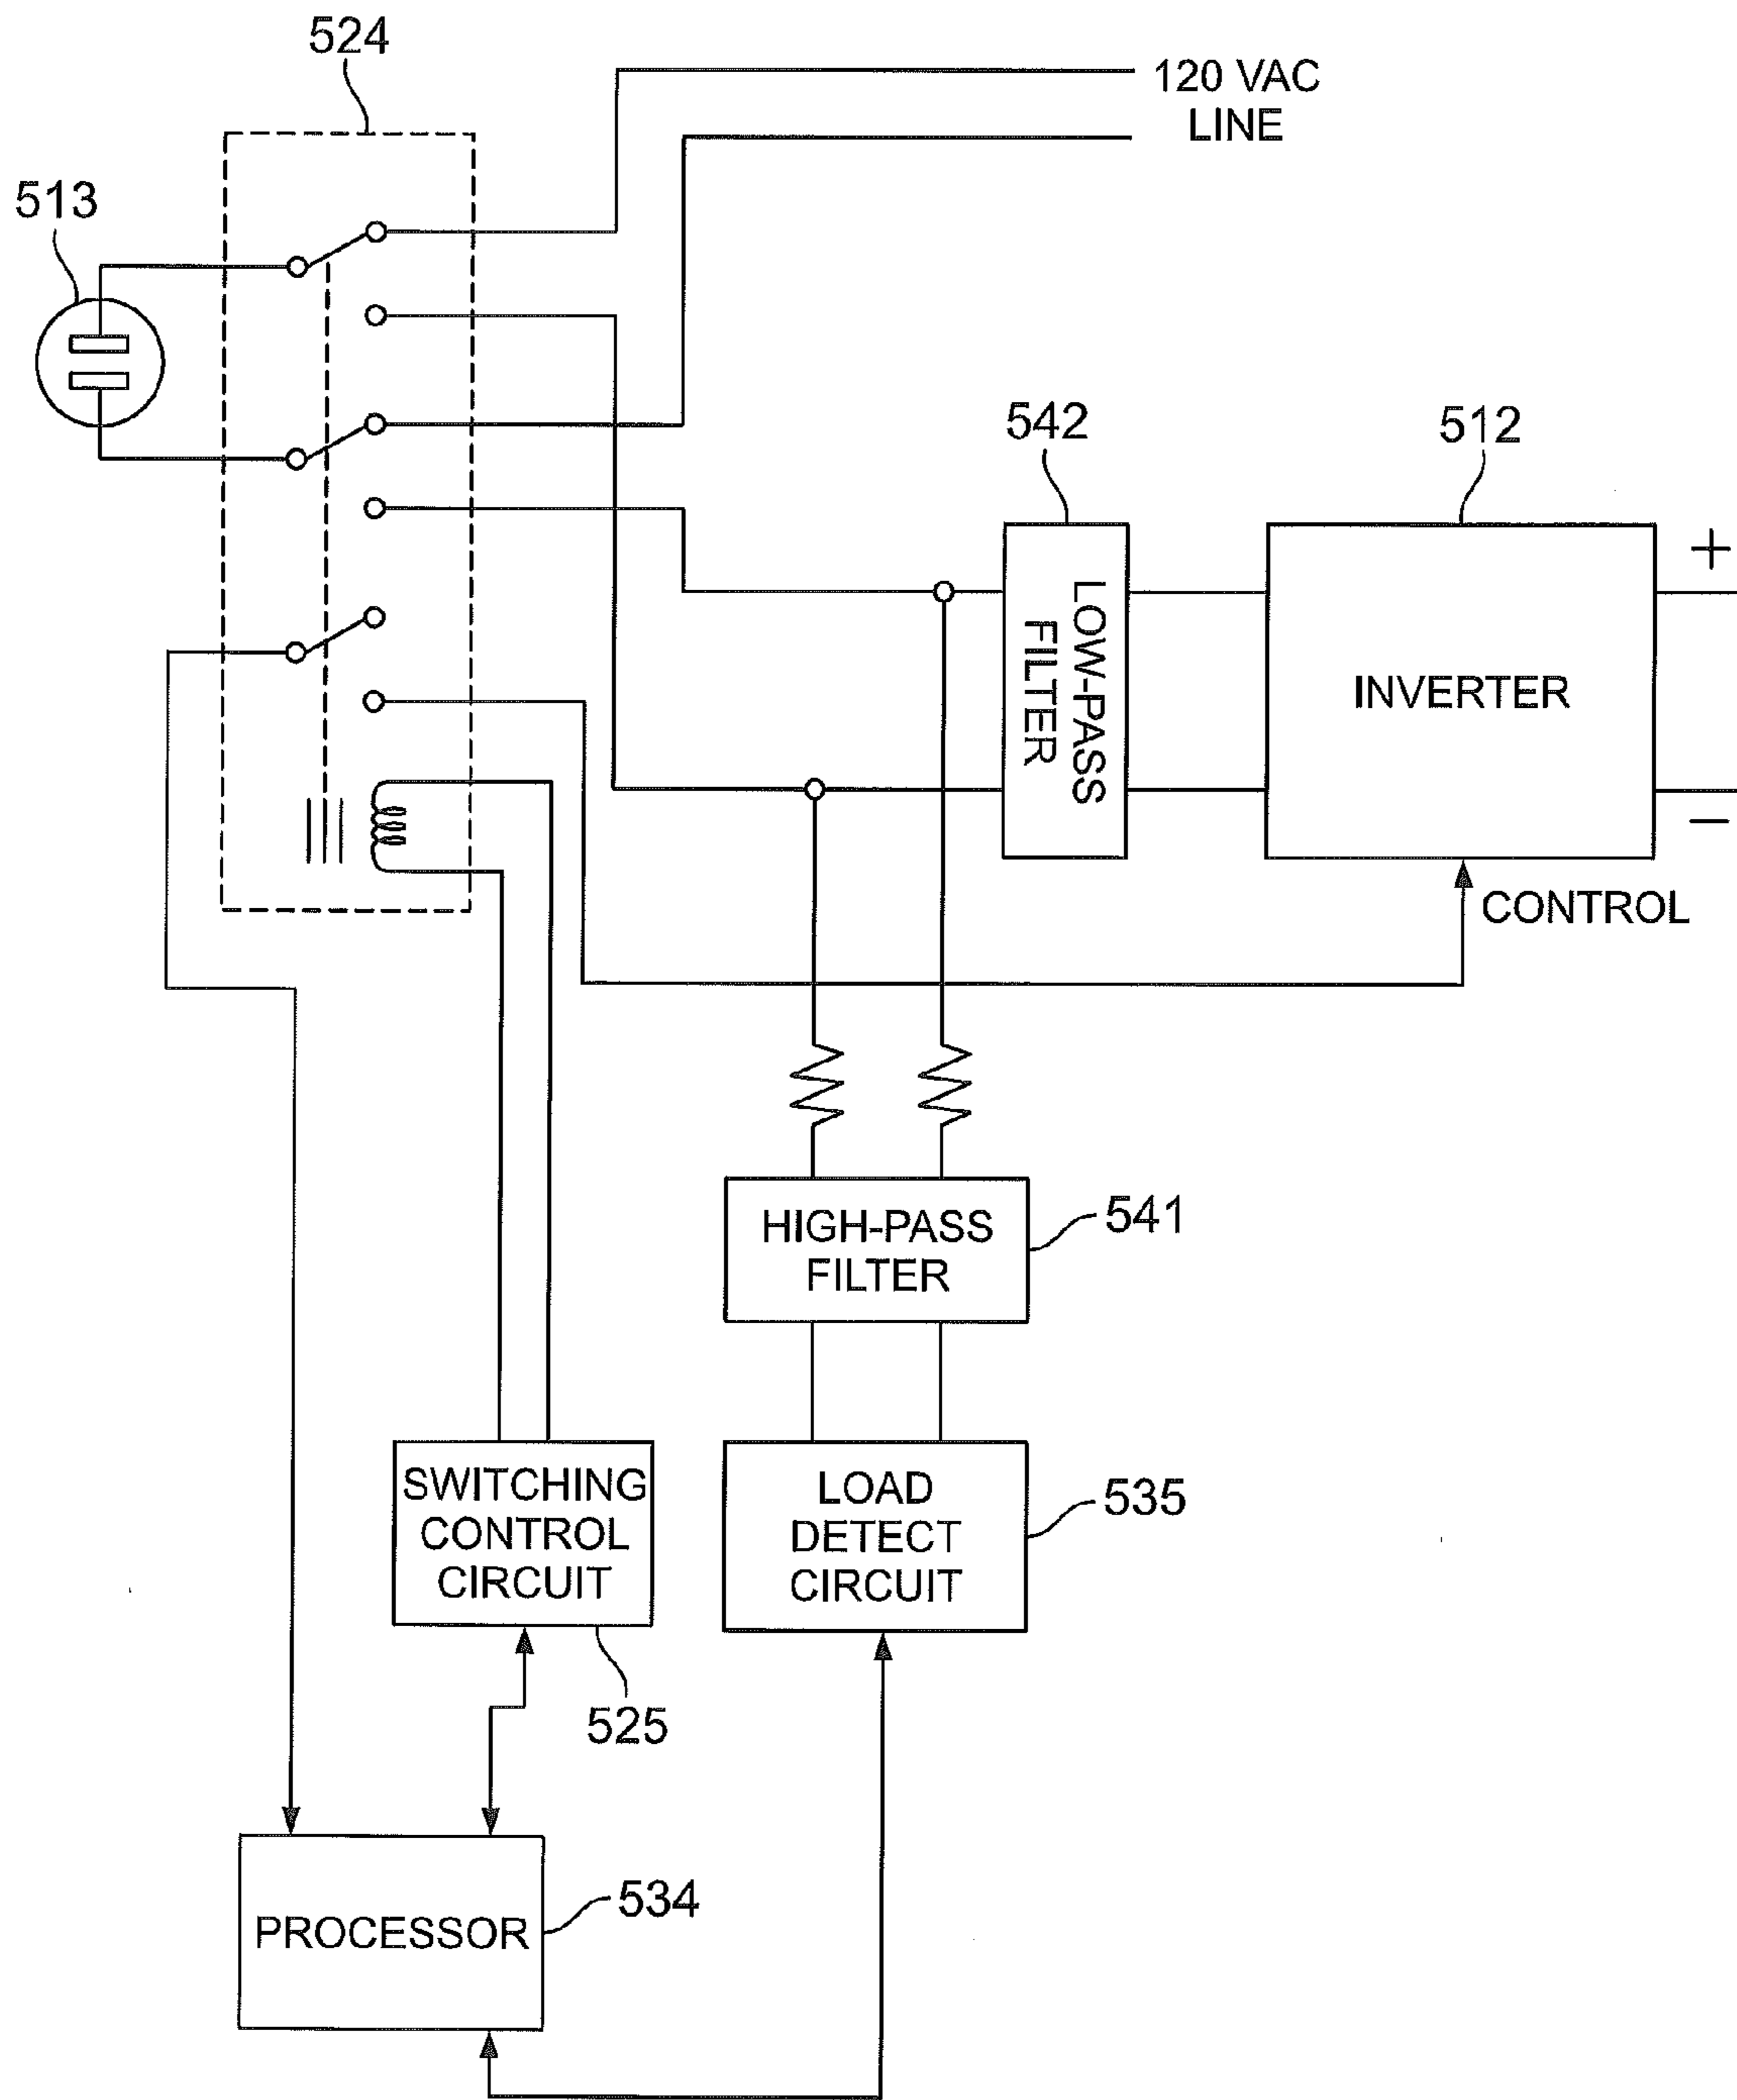 524
120 VAC
LINE
513
542
512
+
LOW-PASS
FILTER
INVERTER
−
CONTROL
HIGH-PASS
FILTER
541
SWITCHING
CONTROL
CIRCUIT
LOAD
DETECT
CIRCUIT
535
525
PROCESSOR
534